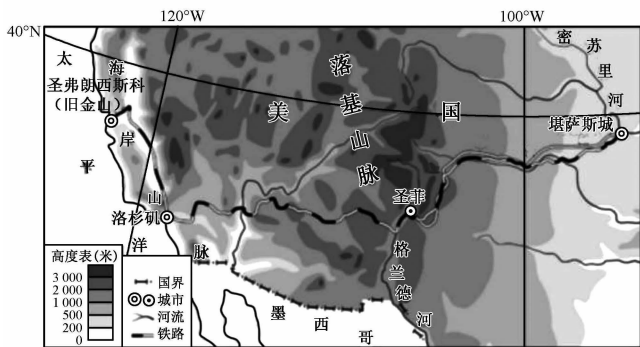 120°W
100°W
40°N
太
平
洋
海
岸
山
脉
圣弗朗西斯科
(旧金山)
落
基
山
脉
美 国
密
苏
里
河
堪萨斯城
洛杉矶
圣菲
格
兰
德
河
墨
西
哥
高度表(米)
3 000
2 000
1 000
500
200
0
国界
城市
河流
铁路